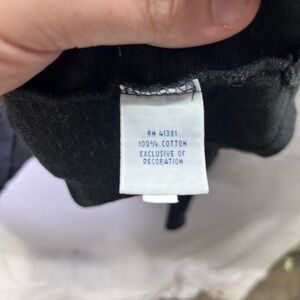 RN 41381
100% COTTON
EXCLUSIVE OF
DECORATION